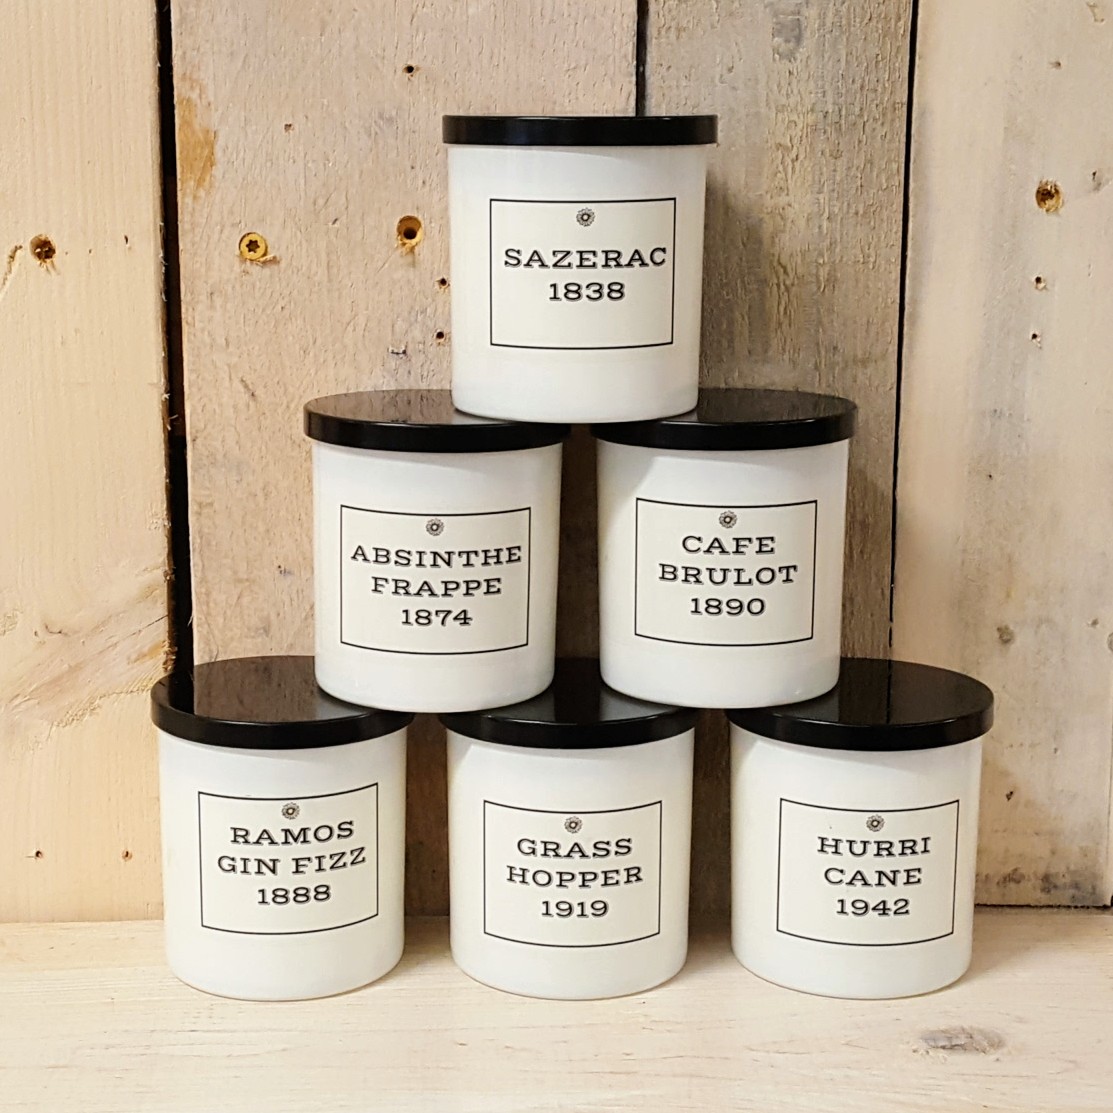 SAZERAC
1838
ABSINTHE
FRAPPE
1874
CAFE
BRULOT
1890
RAMOS
GIN FIZZ
1888
GRASS
HOPPER
1919
HURRI
CANE
1942